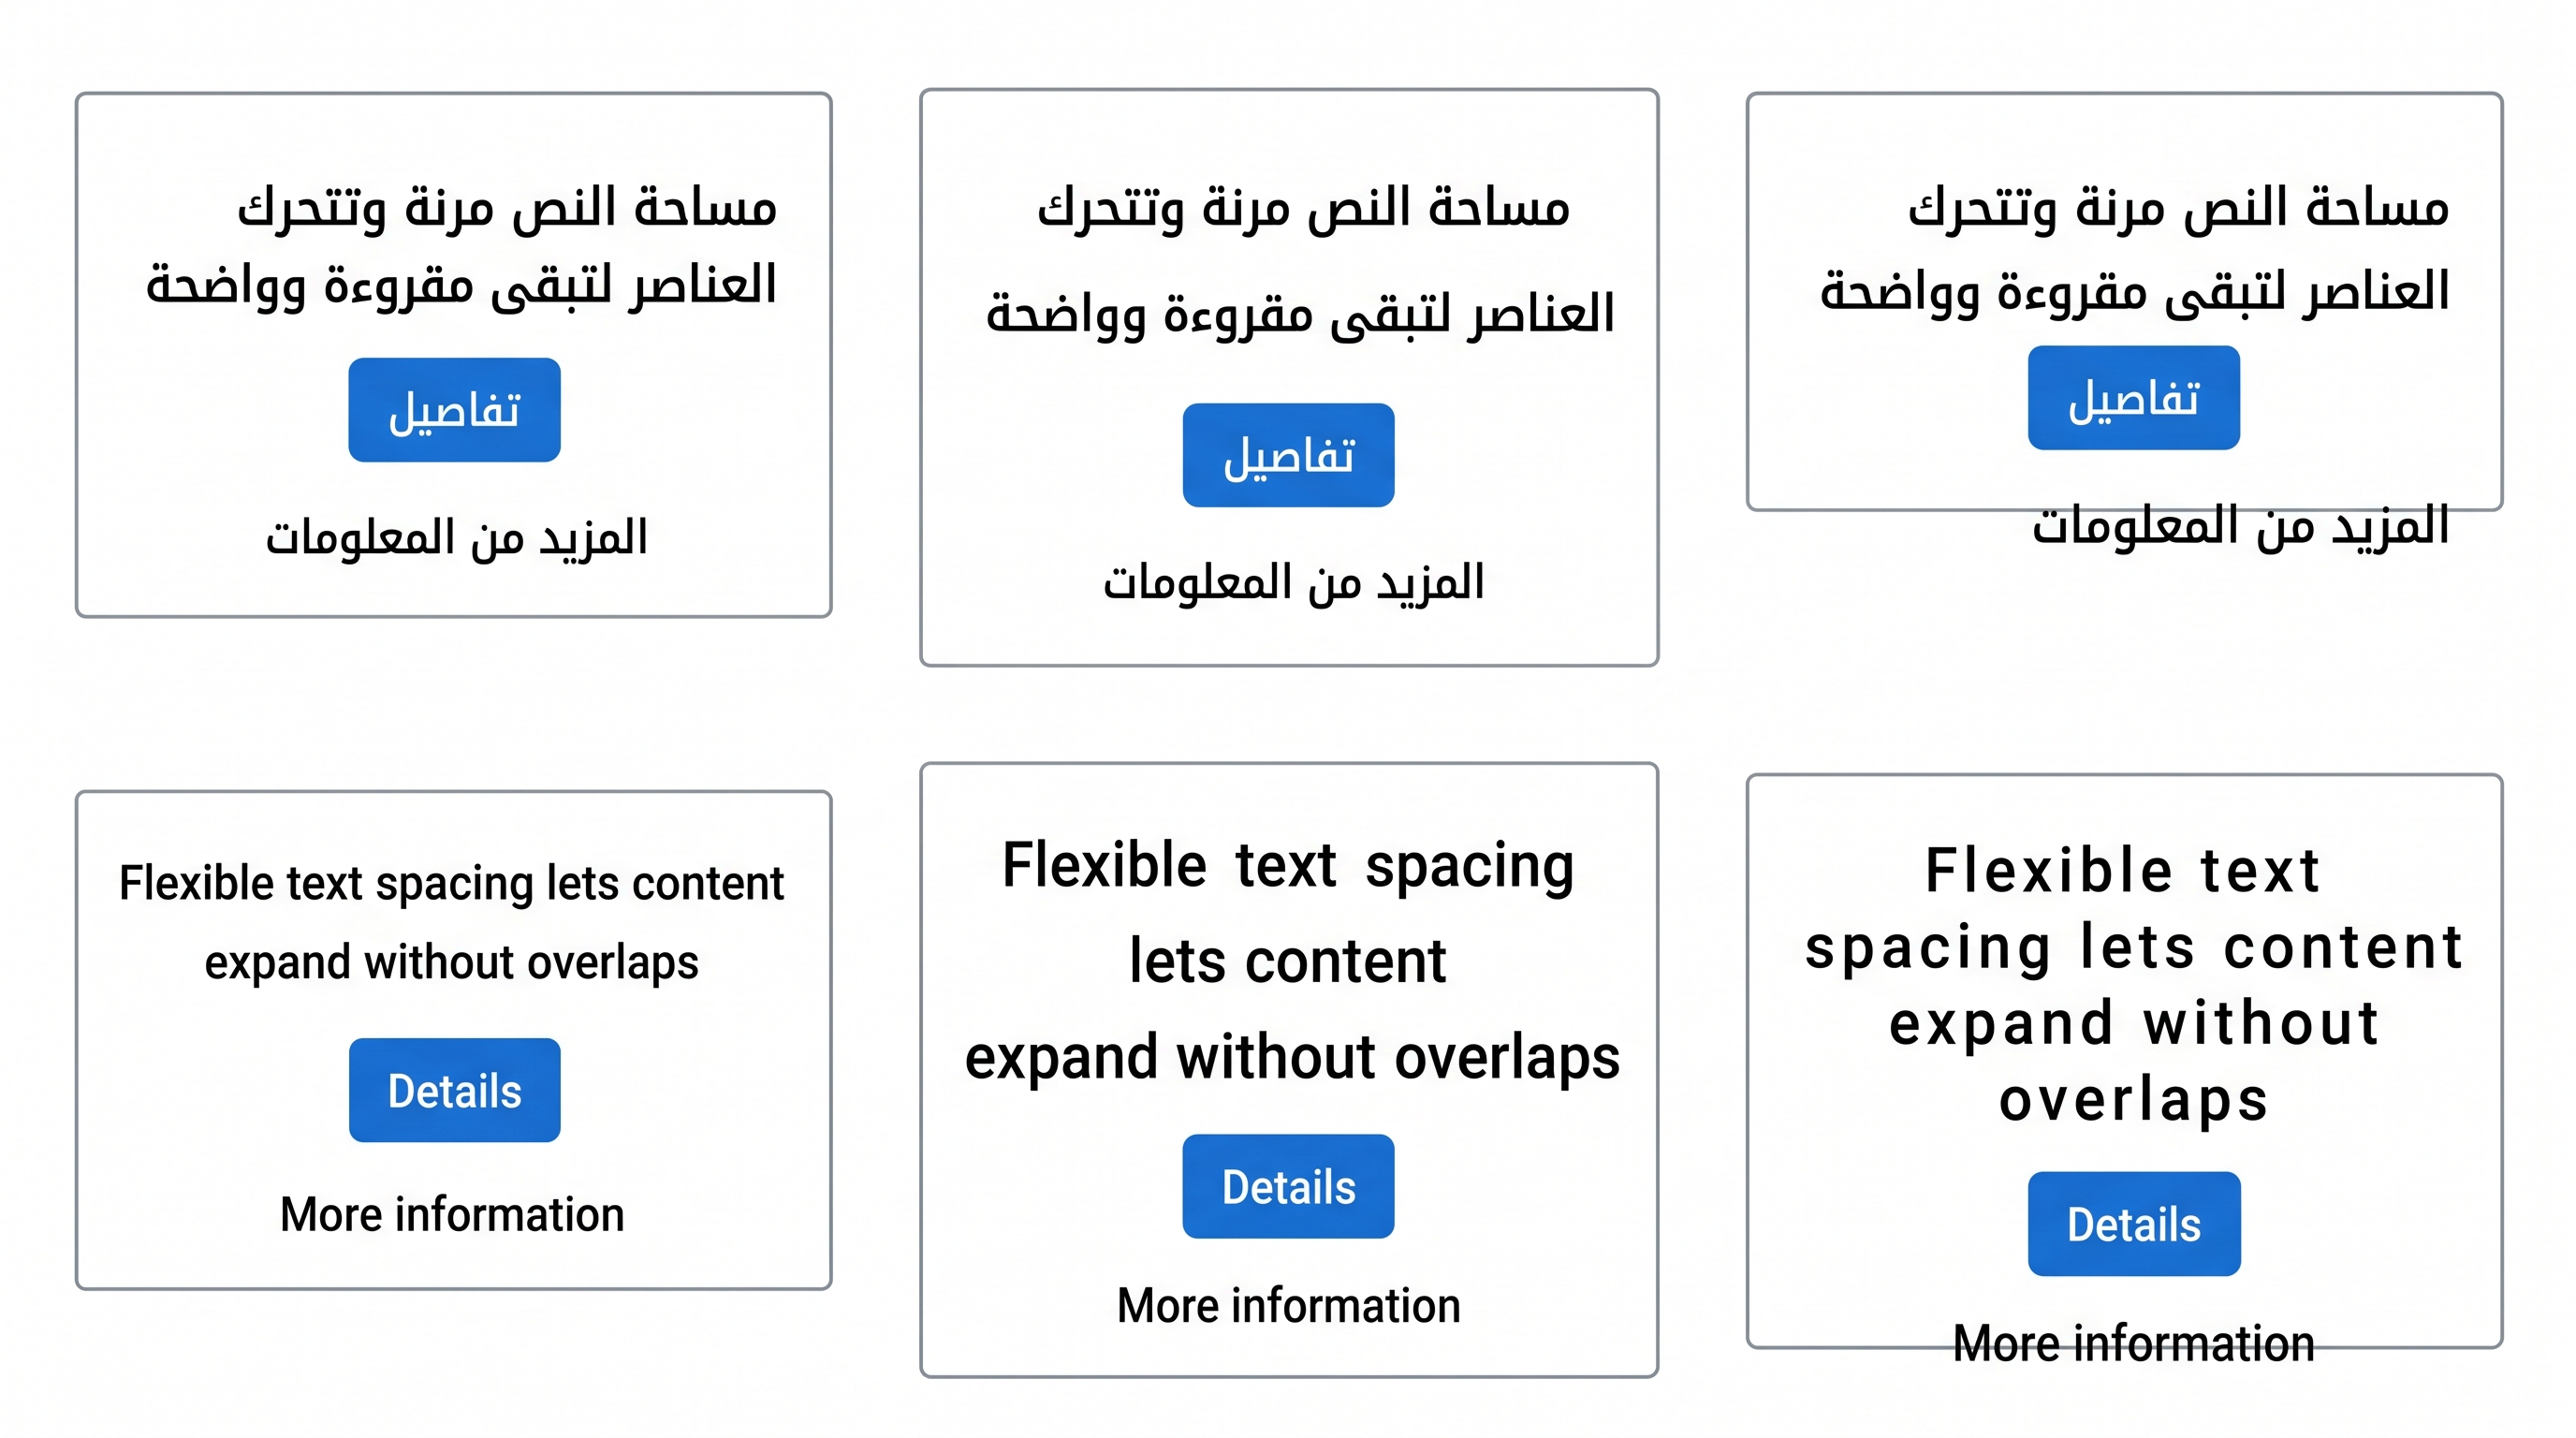 مساحة النص مرنة وتتحرك
العناصر لتبقى مقروءة وواضحة
تفاصيل
المزيد من المعلومات
مساحة النص مرنة وتتحرك
العناصر لتبقى مقروءة وواضحة
تفاصيل
المزيد من المعلومات
مساحة النص مرنة وتتحرك
العناصر لتبقى مقروءة وواضحة
تفاصيل
المزيد من المعلومات
Flexible text spacing lets content
expand without overlaps
Details
More information
Flexible text spacing
lets content
expand without overlaps
Details
More information
Flexible text
spacing lets content
expand without
overlaps
Details
More information